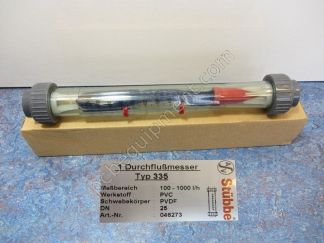 1 Durchflußmesser
Typ 335
Meßbereich 100 - 1000 l/h
Werkstoff PVC
Schwebekörper PVDF
DN 25
Art.-Nr. 046273
Stübbe